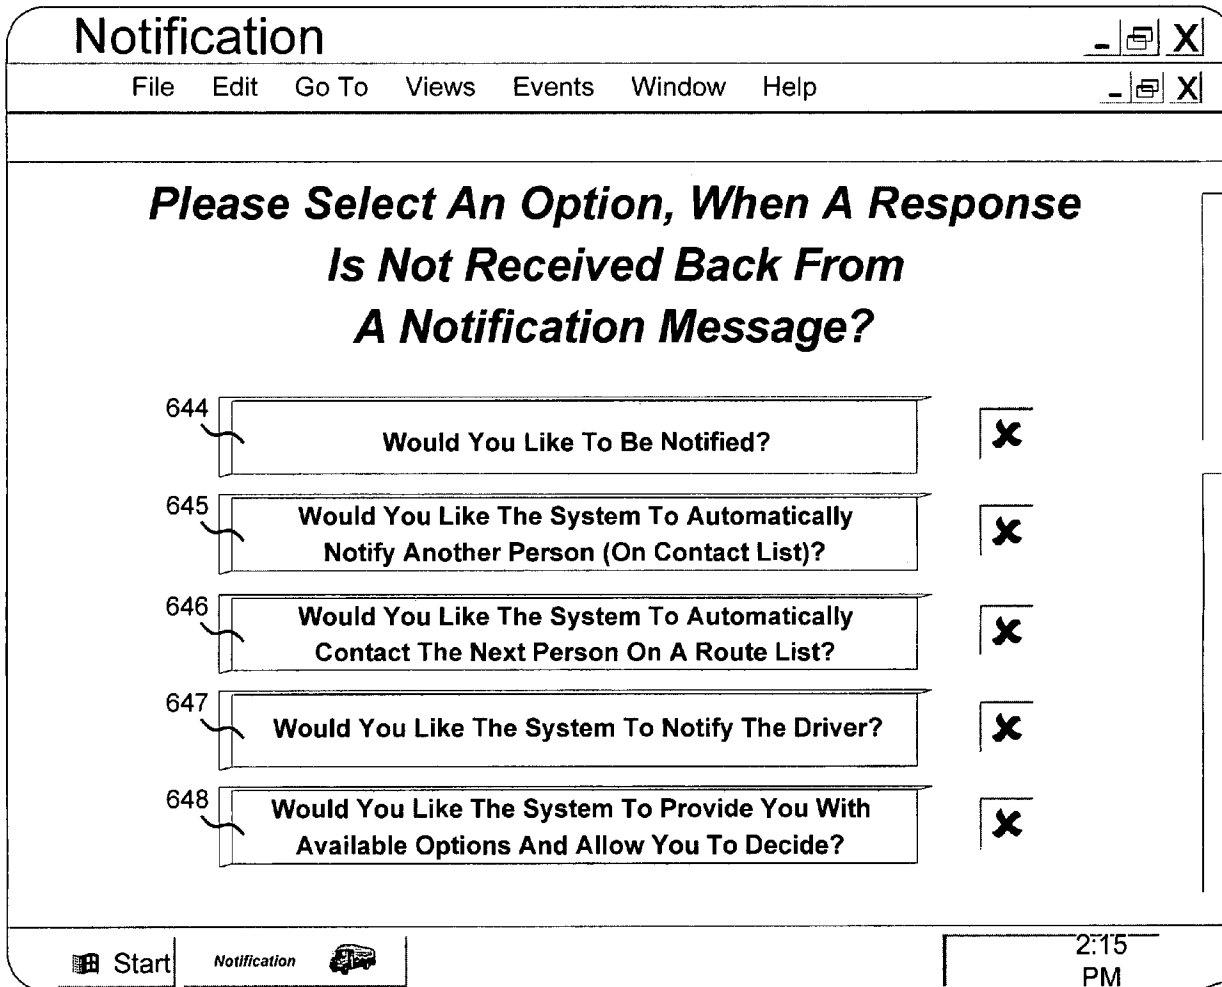 Notification
File Edit Go To Views Events Window Help
Please Select An Option, When A Response
Is Not Received Back From
A Notification Message?
644
Would You Like To Be Notified?
645
Would You Like The System To Automatically
Notify Another Person (On Contact List)?
646
Would You Like The System To Automatically
Contact The Next Person On A Route List?
647
Would You Like The System To Notify The Driver?
648
Would You Like The System To Provide You With
Available Options And Allow You To Decide?
Start
Notification
2:15
PM